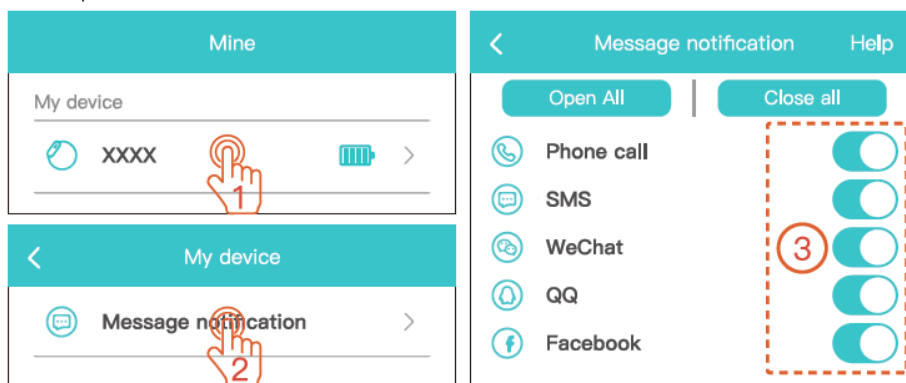 Mine
My device
XXXX
1
My device
Message notification
2
Message notification Help
Open All Close all
Phone call
SMS
WeChat
3
QQ
Facebook